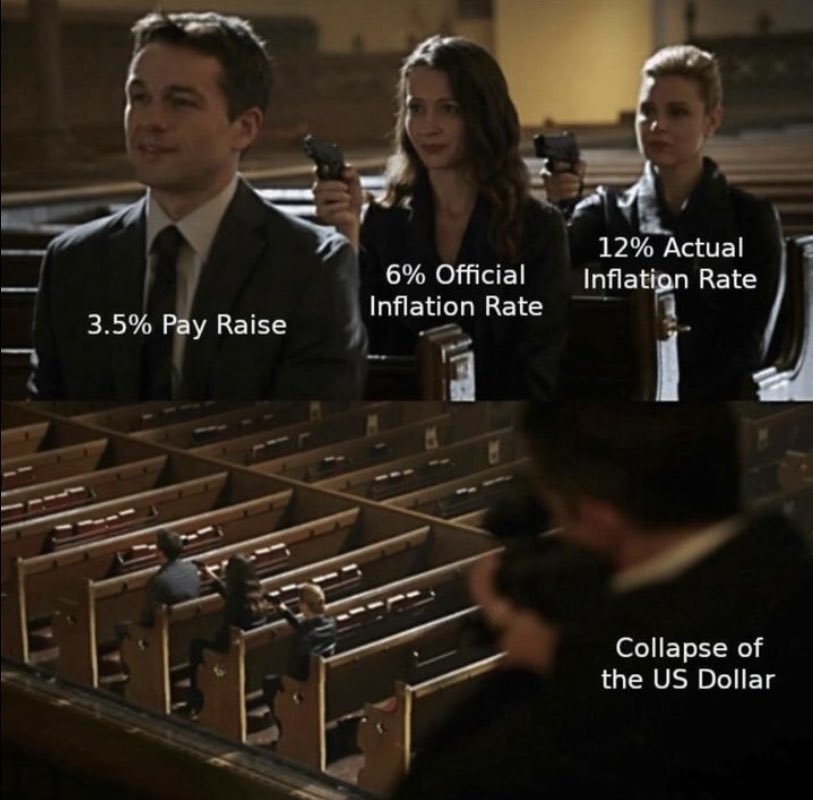 3.5% Pay Raise
6% Official
Inflation Rate
12% Actual
Inflation Rate
Collapse of
the US Dollar